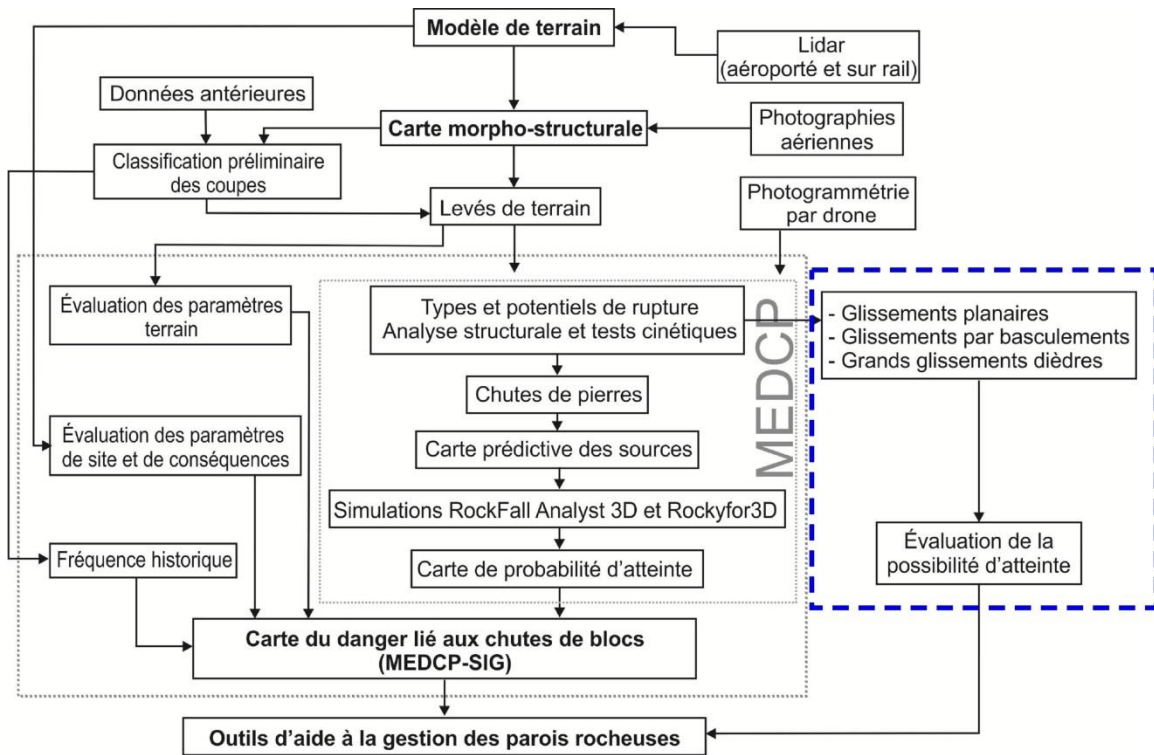 Modèle de terrain
Lidar
(aéroporté et sur rail)
Données antérieures
Carte morpho-structurale
Photographies
aériennes
Classification préliminaire
des coupes
Levés de terrain
Photogrammétrie
par drone
Évaluation des paramètres
terrain
Types et potentiels de rupture
Analyse structurale et tests cinétiques
MEDCP
- Glissements planaires
- Glissements par basculements
- Grands glissements dièdres
Chutes de pierres
Évaluation des paramètres
de site et de conséquences
Carte prédictive des sources
Simulations RockFall Analyst 3D et Rockyfor3D
Fréquence historique
Carte de probabilité d'atteinte
Évaluation de la
possibilité d'atteinte
Carte du danger lié aux chutes de blocs
(MEDCP-SIG)
Outils d'aide à la gestion des parois rocheuses